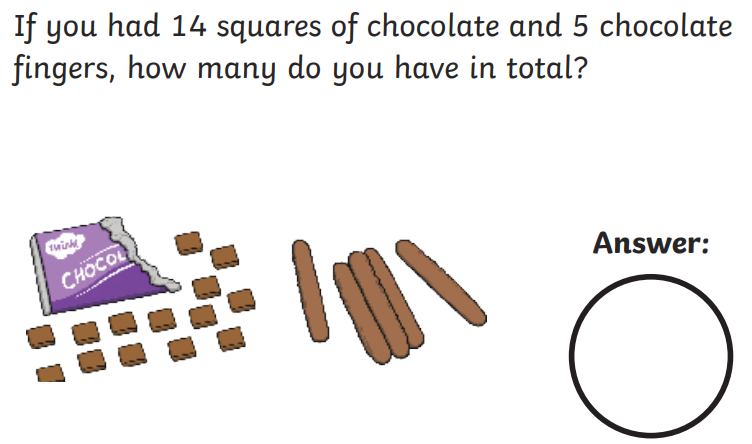 If you had 14 squares of chocolate and 5 chocolate
fingers, how many do you have in total?
twinkl
CHOCOL
Answer: